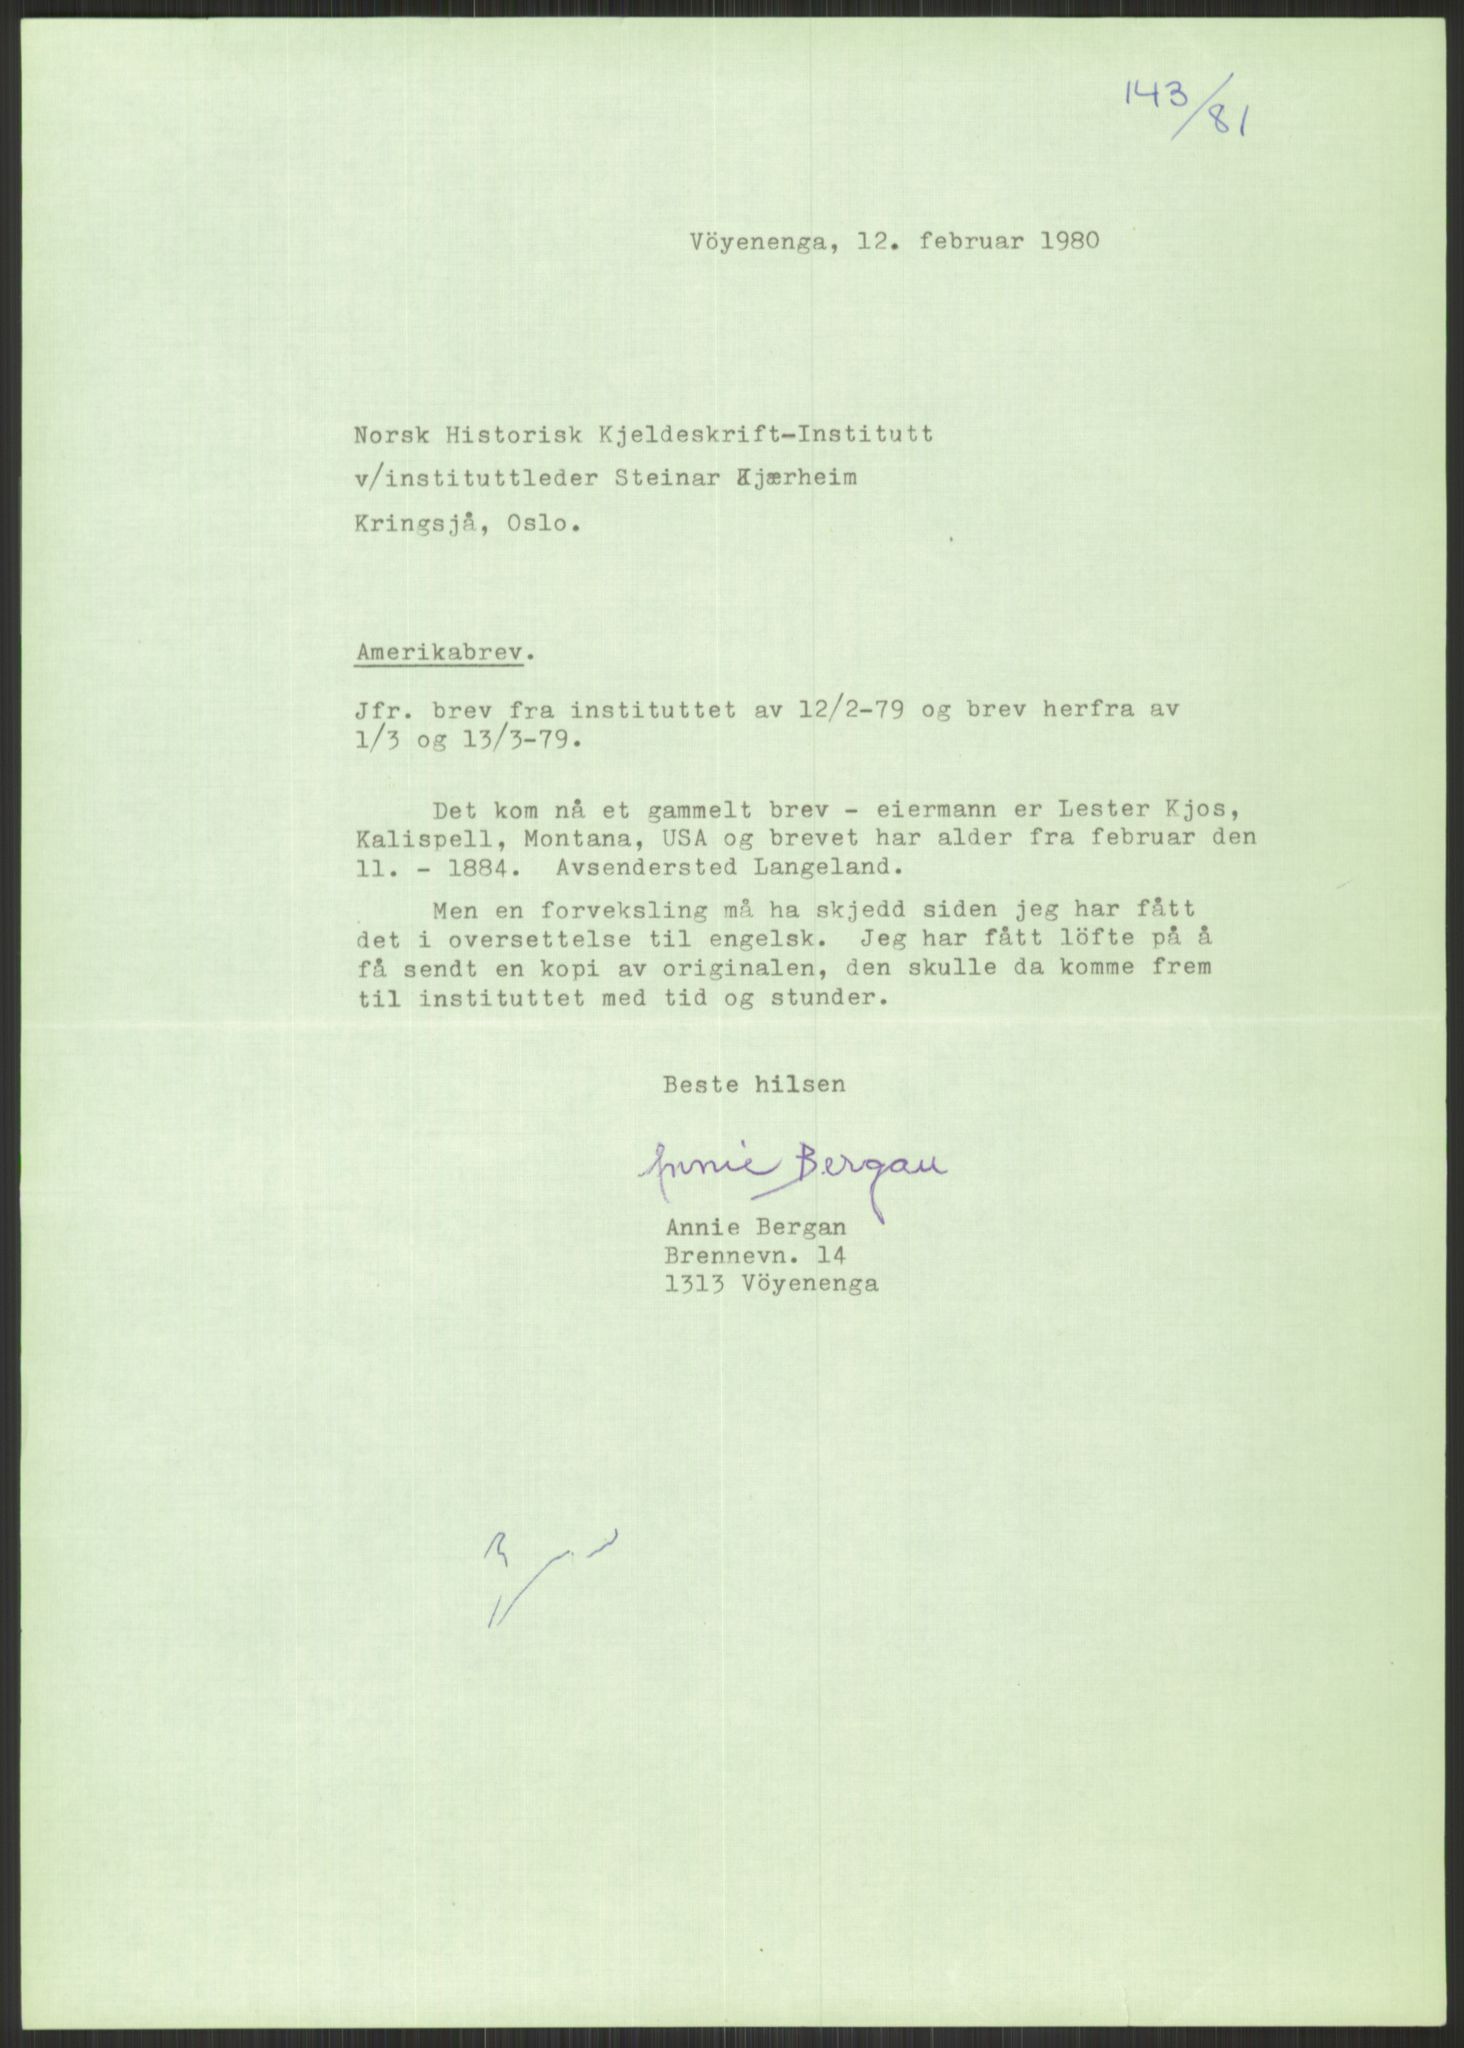 143/81
Vöyenenga, 12. februar 1980
Norsk Historisk Kjeldeskrift-Institutt
v/instituttleder Steinar Kjærheim
Kringsjå, Oslo.
Amerikabrev.
Jfr. brev fra instituttet av 12/2-79 og brev herfra av
1/3 og 13/3-79.
Det kom nå et gammelt brev - eiermann er Lester Kjos,
Kalispell, Montana, USA og brevet har alder fra februar den
11. - 1884. Avsendersted Langeland.
Men en forveksling må ha skjedd siden jeg har fått
det i oversettelse til engelsk. Jeg har fått löfte på å
få sendt en kopi av originalen, den skulle da komme frem
til instituttet med tid og stunder.
Beste hilsen
Annie Bergan
Annie Bergan
Brennevn. 14
1313 Vöyenenga